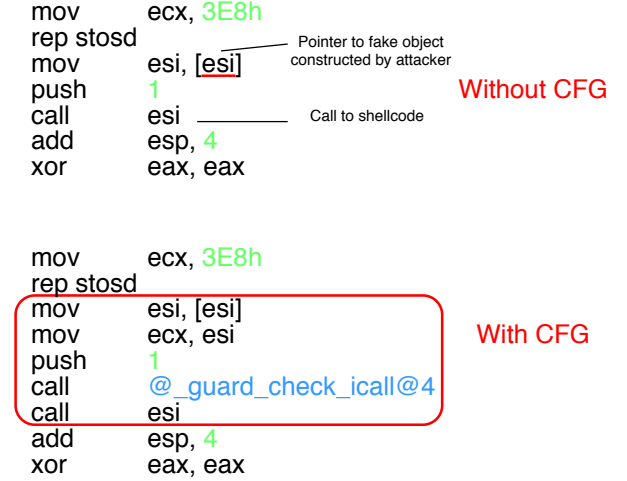 mov ecx, 3E8h
rep stosd
mov esi, [esi]
Pointer to fake object
constructed by attacker
push 1
Without CFG
call esi
Call to shellcode
add esp, 4
xor eax, eax
mov ecx, 3E8h
rep stosd
mov esi, [esi]
mov ecx, esi
With CFG
push 1
call @_guard_check_icall@4
call esi
add esp, 4
xor eax, eax